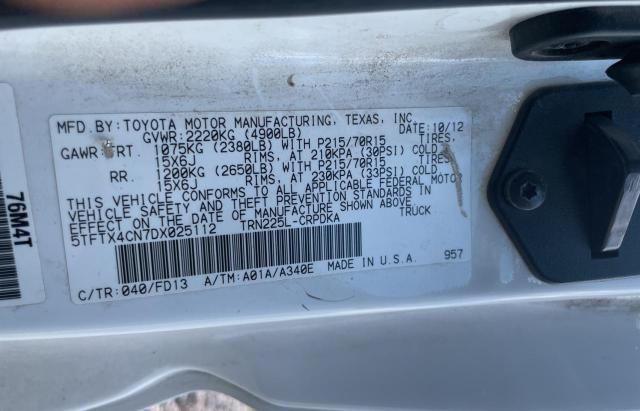 MFD. BY: TOYOTA MOTOR MANUFACTURING, TEXAS, INC.
GVWR: 2220KG (4900LB) DATE: 10/12
GAWR: FRT 1075KG (2380LB) WITH P215/70R15 TIRES,
15X6J RIMS, AT 210KPA (30PSI) COLD
RR. 1200KG (2650LB) WITH P215/70R15 TIRES,
15X6J RIMS, AT 230KPA (33PSI) COLD
THIS VEHICLE CONFORMS TO ALL APPLICABLE FEDERAL MOTOR
VEHICLE SAFETY AND THEFT PREVENTION STANDARDS IN
EFFECT ON THE DATE OF MANUFACTURE SHOWN ABOVE
5TFTX4CN7DX025112 TRN225L-CRPDKA TRUCK
C/TR: 040/FD13 A/TM: A01A/A340E MADE IN U.S.A. 957
76M4T